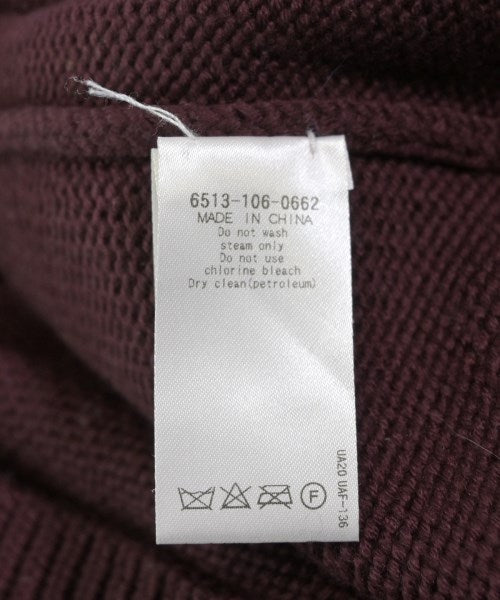 6513-106-0662
MADE IN CHINA
Do not wash
steam only
Do not use
chlorine bleach
Dry clean(petroleum)
F
UA20 UAF-136